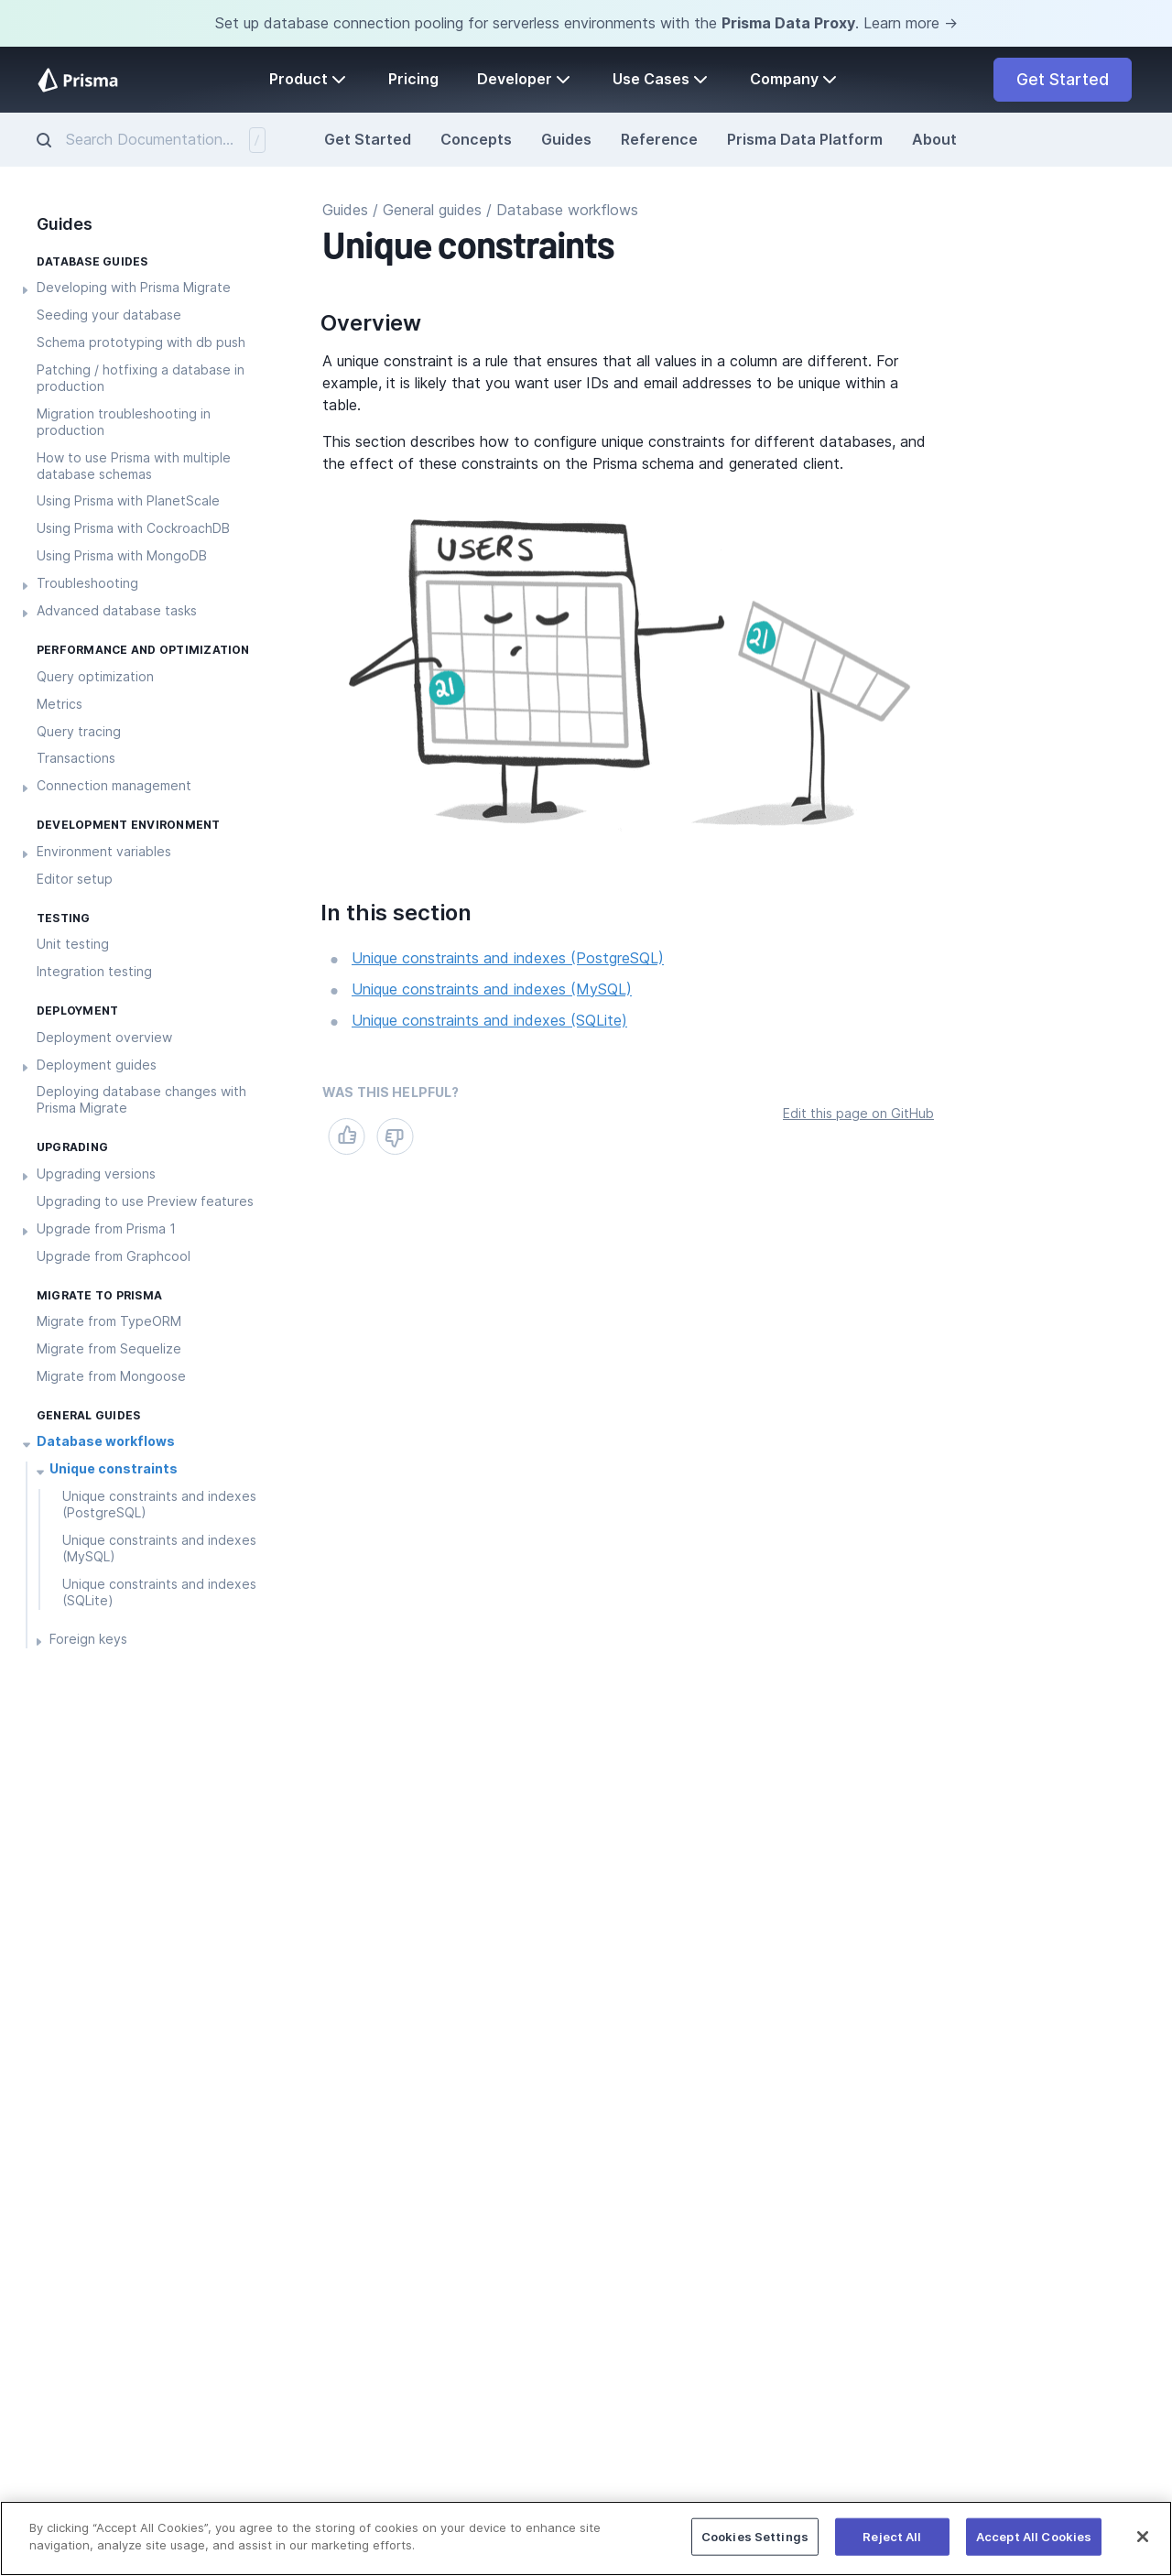 Set up database connection pooling for serverless environments with the Prisma Data Proxy. Learn more →
Prisma
Product
Pricing
Developer
Use Cases
Company
Get Started
Search Documentation...
/
Get Started
Concepts
Guides
Reference
Prisma Data Platform
About
Guides
DATABASE GUIDES
Developing with Prisma Migrate
Seeding your database
Schema prototyping with db push
Patching / hotfixing a database in
production
Migration troubleshooting in
production
How to use Prisma with multiple
database schemas
Using Prisma with PlanetScale
Using Prisma with CockroachDB
Using Prisma with MongoDB
Troubleshooting
Advanced database tasks
PERFORMANCE AND OPTIMIZATION
Query optimization
Metrics
Query tracing
Transactions
Connection management
DEVELOPMENT ENVIRONMENT
Environment variables
Editor setup
TESTING
Unit testing
Integration testing
DEPLOYMENT
Deployment overview
Deployment guides
Deploying database changes with
Prisma Migrate
UPGRADING
Upgrading versions
Upgrading to use Preview features
Upgrade from Prisma 1
Upgrade from Graphcool
MIGRATE TO PRISMA
Migrate from TypeORM
Migrate from Sequelize
Migrate from Mongoose
GENERAL GUIDES
Database workflows
Unique constraints
Unique constraints and indexes
(PostgreSQL)
Unique constraints and indexes
(MySQL)
Unique constraints and indexes
(SQLite)
Foreign keys
Guides / General guides / Database workflows
Unique constraints
Overview
A unique constraint is a rule that ensures that all values in a column are different. For
example, it is likely that you want user IDs and email addresses to be unique within a
table.
This section describes how to configure unique constraints for different databases, and
the effect of these constraints on the Prisma schema and generated client.
USERS
21
21
In this section
Unique constraints and indexes (PostgreSQL)
Unique constraints and indexes (MySQL)
Unique constraints and indexes (SQLite)
WAS THIS HELPFUL?
Edit this page on GitHub
By clicking “Accept All Cookies”, you agree to the storing of cookies on your device to enhance site
navigation, analyze site usage, and assist in our marketing efforts.
Cookies Settings
Reject All
Accept All Cookies